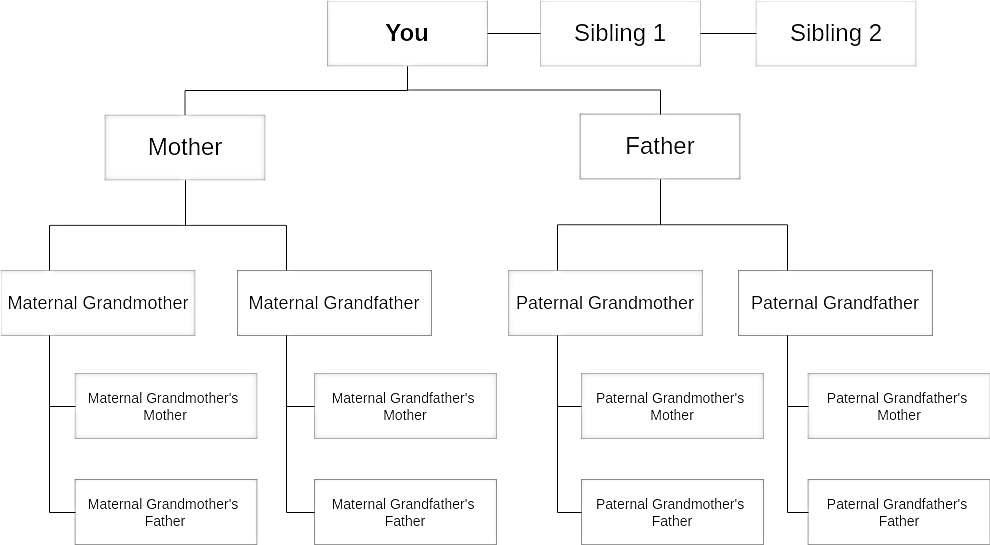 You
Sibling 1
Sibling 2
Mother
Father
Maternal Grandmother
Maternal Grandfather
Paternal Grandmother
Paternal Grandfather
Maternal Grandmother's
Mother
Maternal Grandfather's
Mother
Paternal Grandmother's
Mother
Paternal Grandfather's
Mother
Maternal Grandmother's
Father
Maternal Grandfather's
Father
Paternal Grandmother's
Father
Paternal Grandfather's
Father